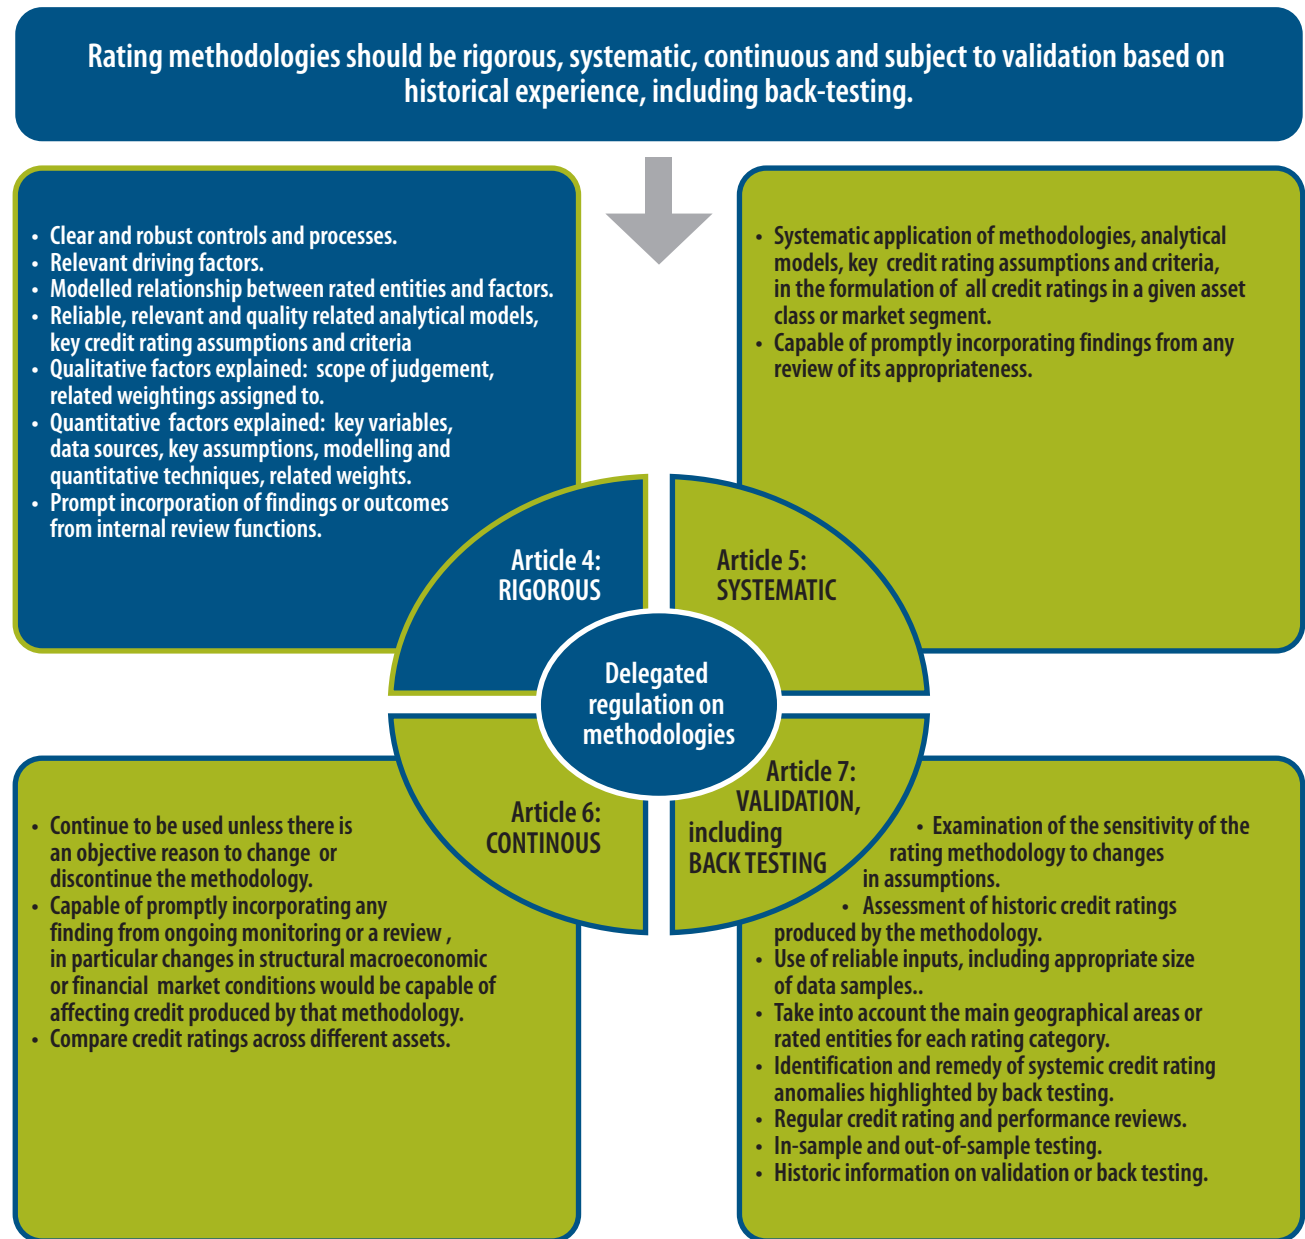 Rating methodologies should be rigorous, systematic, continuous and subject to validation based on
historical experience, including back-testing.
• Clear and robust controls and processes.
• Relevant driving factors.
• Modelled relationship between rated entities and factors.
• Reliable, relevant and quality related analytical models,
key credit rating assumptions and criteria
• Qualitative factors explained: scope of judgement,
related weightings assigned to.
• Quantitative factors explained: key variables,
data sources, key assumptions, modelling and
quantitative techniques, related weights.
• Prompt incorporation of findings or outcomes
from internal review functions.
• Systematic application of methodologies, analytical
models, key credit rating assumptions and criteria,
in the formulation of all credit ratings in a given asset
class or market segment.
• Capable of promptly incorporating findings from any
review of its appropriateness.
Article 4:
RIGOROUS
Article 5:
SYSTEMATIC
Delegated
regulation on
methodologies
Article 6:
CONTINOUS
Article 7:
VALIDATION,
including
BACK TESTING
• Continue to be used unless there is
an objective reason to change or
discontinue the methodology.
• Capable of promptly incorporating any
finding from ongoing monitoring or a review ,
in particular changes in structural macroeconomic
or financial market conditions would be capable of
affecting credit produced by that methodology.
• Compare credit ratings across different assets.
• Examination of the sensitivity of the
rating methodology to changes
in assumptions.
• Assessment of historic credit ratings
produced by the methodology.
• Use of reliable inputs, including appropriate size
of data samples..
• Take into account the main geographical areas or
rated entities for each rating category.
• Identification and remedy of systemic credit rating
anomalies highlighted by back testing.
• Regular credit rating and performance reviews.
• In-sample and out-of-sample testing.
• Historic information on validation or back testing.